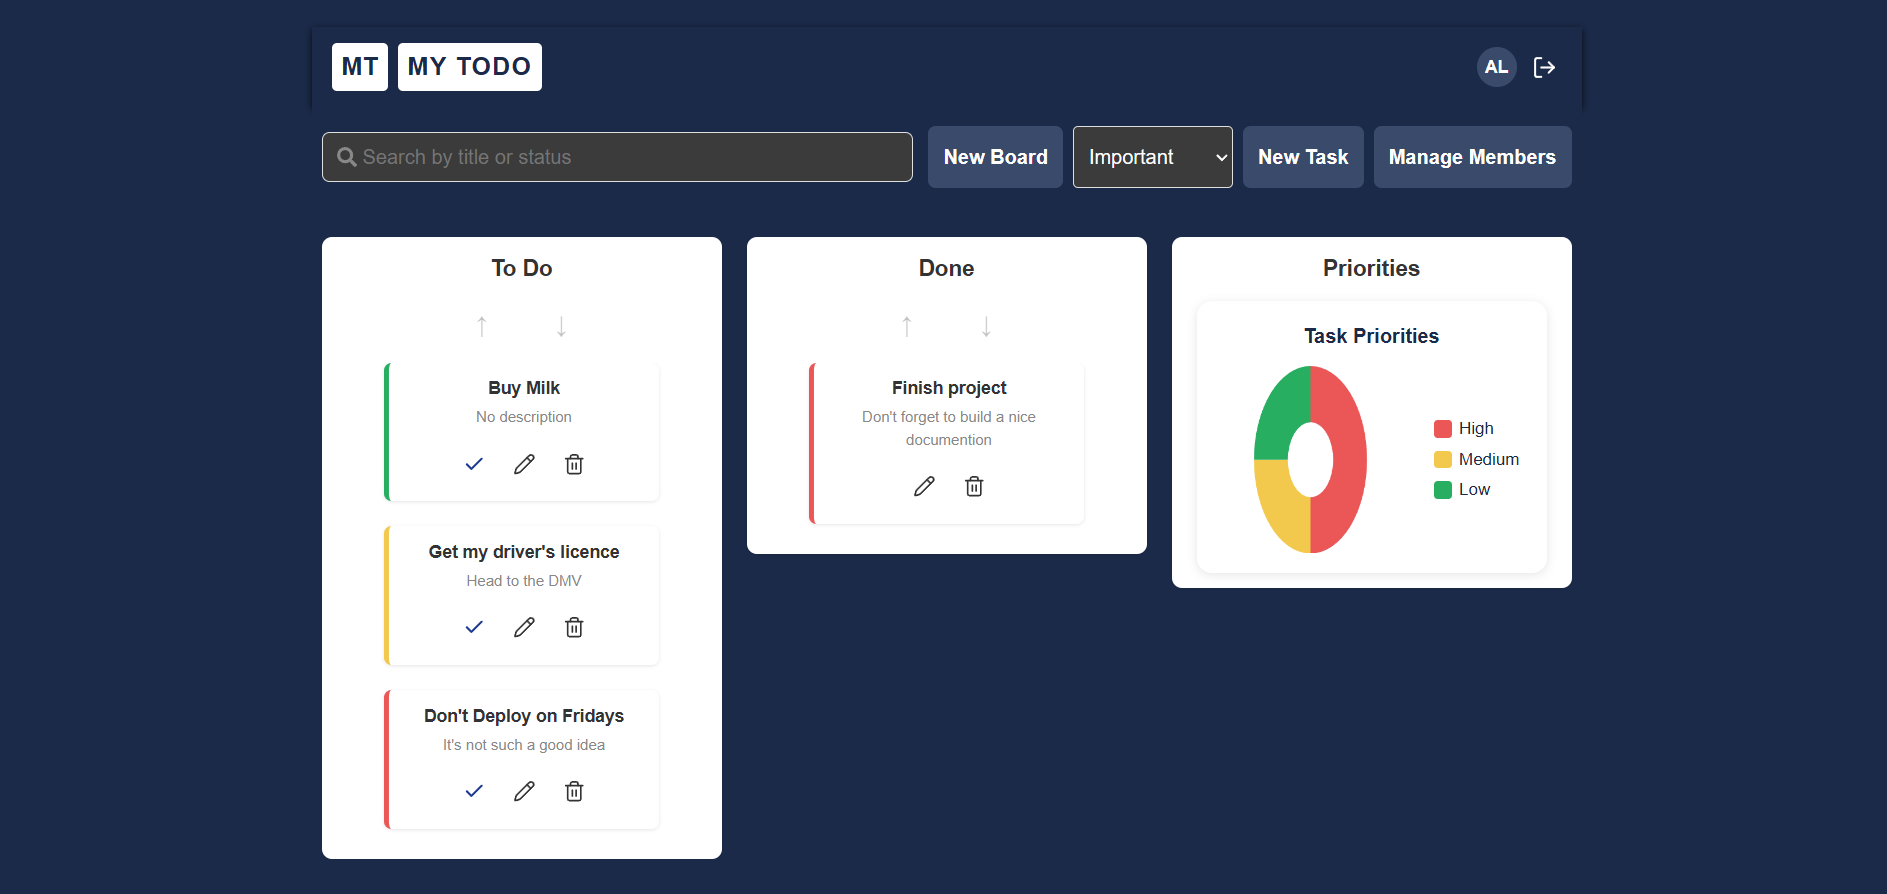 MT MY TODO
AL
Search by title or status
New Board
Important
New Task
Manage Members
To Do
↑ ↓
Buy Milk
No description
Get my driver's licence
Head to the DMV
Don't Deploy on Fridays
It's not such a good idea
Done
↑ ↓
Finish project
Don't forget to build a nice
documention
Priorities
Task Priorities
High
Medium
Low